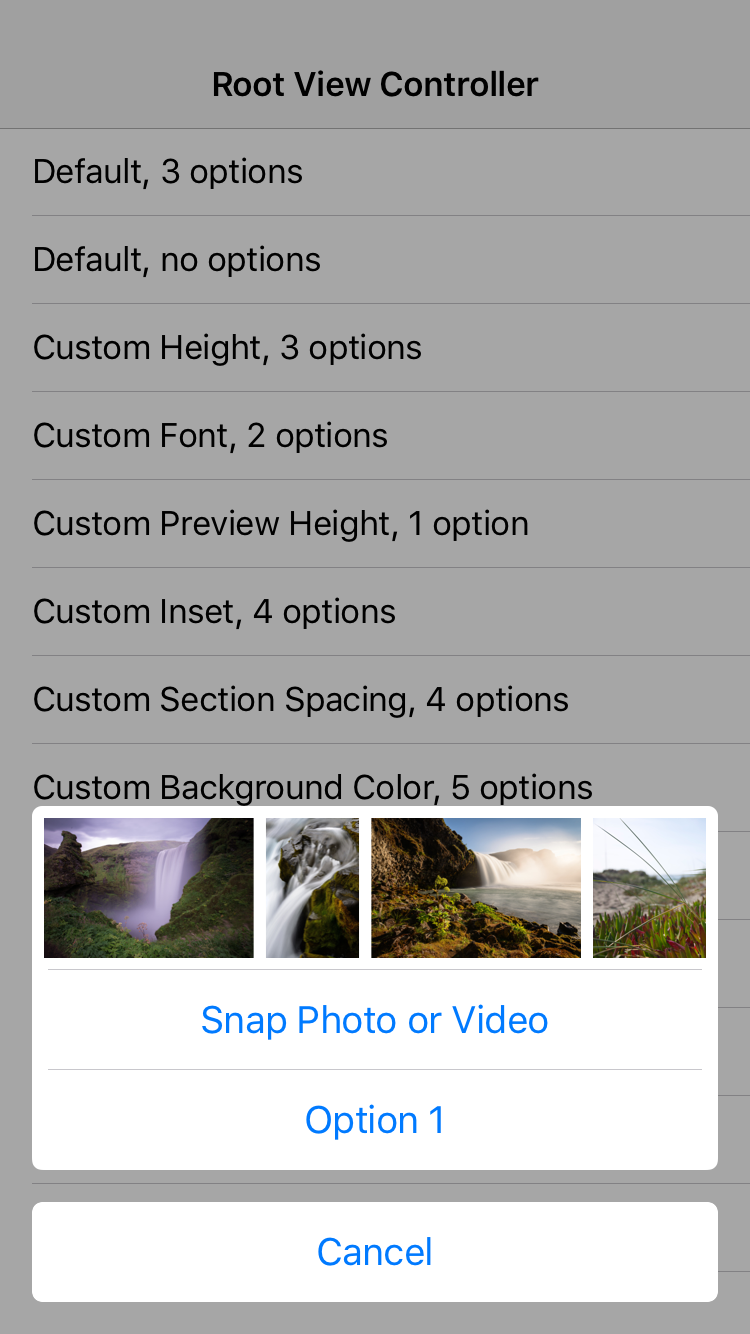 Root View Controller
Default, 3 options
Default, no options
Custom Height, 3 options
Custom Font, 2 options
Custom Preview Height, 1 option
Custom Inset, 4 options
Custom Section Spacing, 4 options
Custom Background Color, 5 options
Snap Photo or Video
Option 1
Cancel